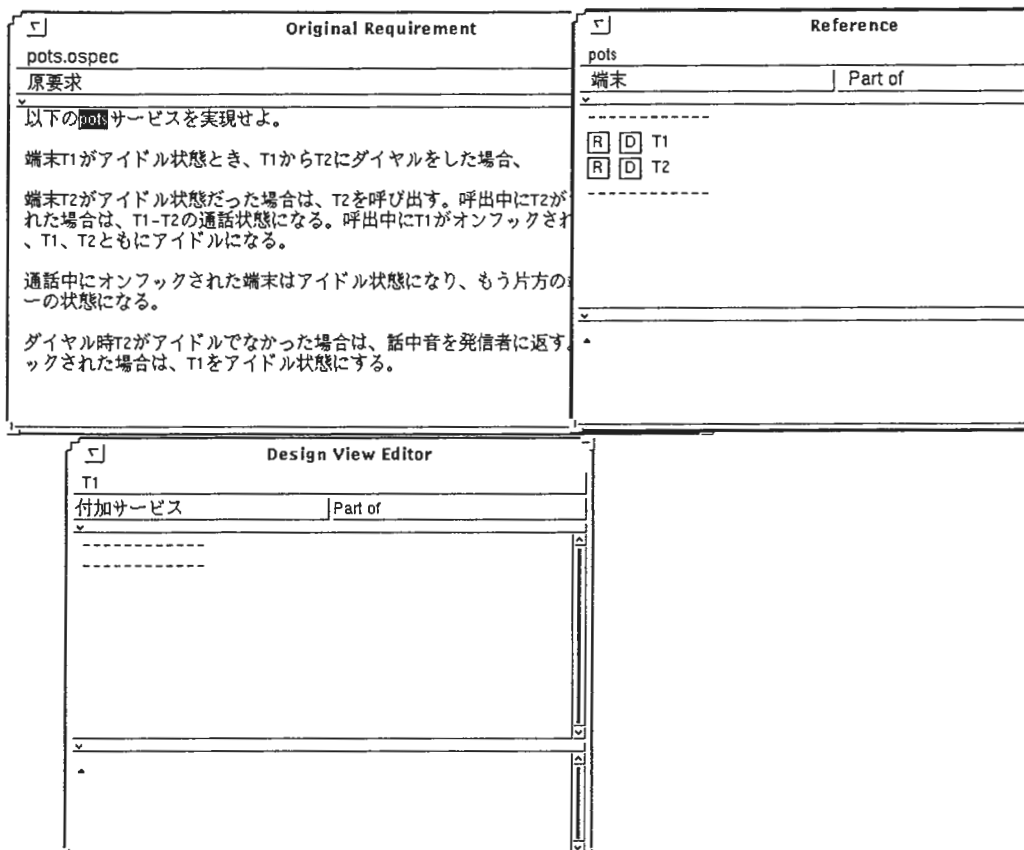 Original Requirement
pots.ospec
原要求
以下のpotsサービスを実現せよ。
端末T1がアイドル状態とき、T1からT2にダイヤルをした場合、
端末T2がアイドル状態だった場合は、T2を呼び出す。呼出中にT2が
れた場合は、T1-T2の通話状態になる。呼出中にT1がオンフックされ
、T1、T2ともにアイドルになる。
通話中にオンフックされた端末はアイドル状態になり、もう片方の
ーの状態になる。
ダイヤル時T2がアイドルでなかった場合は、話中音を発信者に返す。
ックされた場合は、T1をアイドル状態にする。
Reference
pots
端末 Part of
------------
R D T1
R D T2
------------
Design View Editor
T1
付加サービス Part of
------------
------------